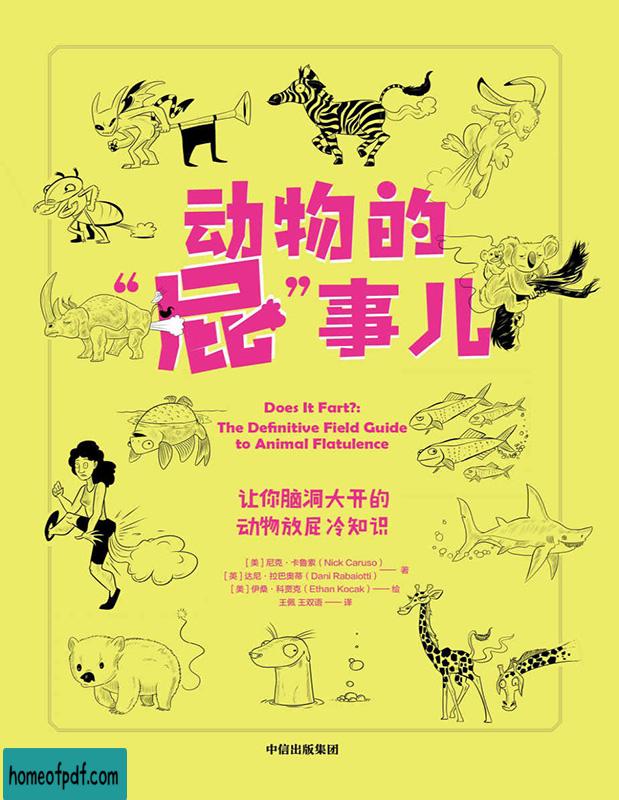 动物的
“屁”事儿
Does It Fart?:
The Definitive Field Guide
to Animal Flatulence
让你脑洞大开的
动物放屁冷知识
[美]尼克·卡鲁索(Nick Caruso)
[英]达尼·拉巴奥蒂(Dani Rabaiotti)——著
[美]伊桑·科贾克(Ethan Kocak)——绘
王佩 王双语——译
中信出版集团
homeofpdf.com